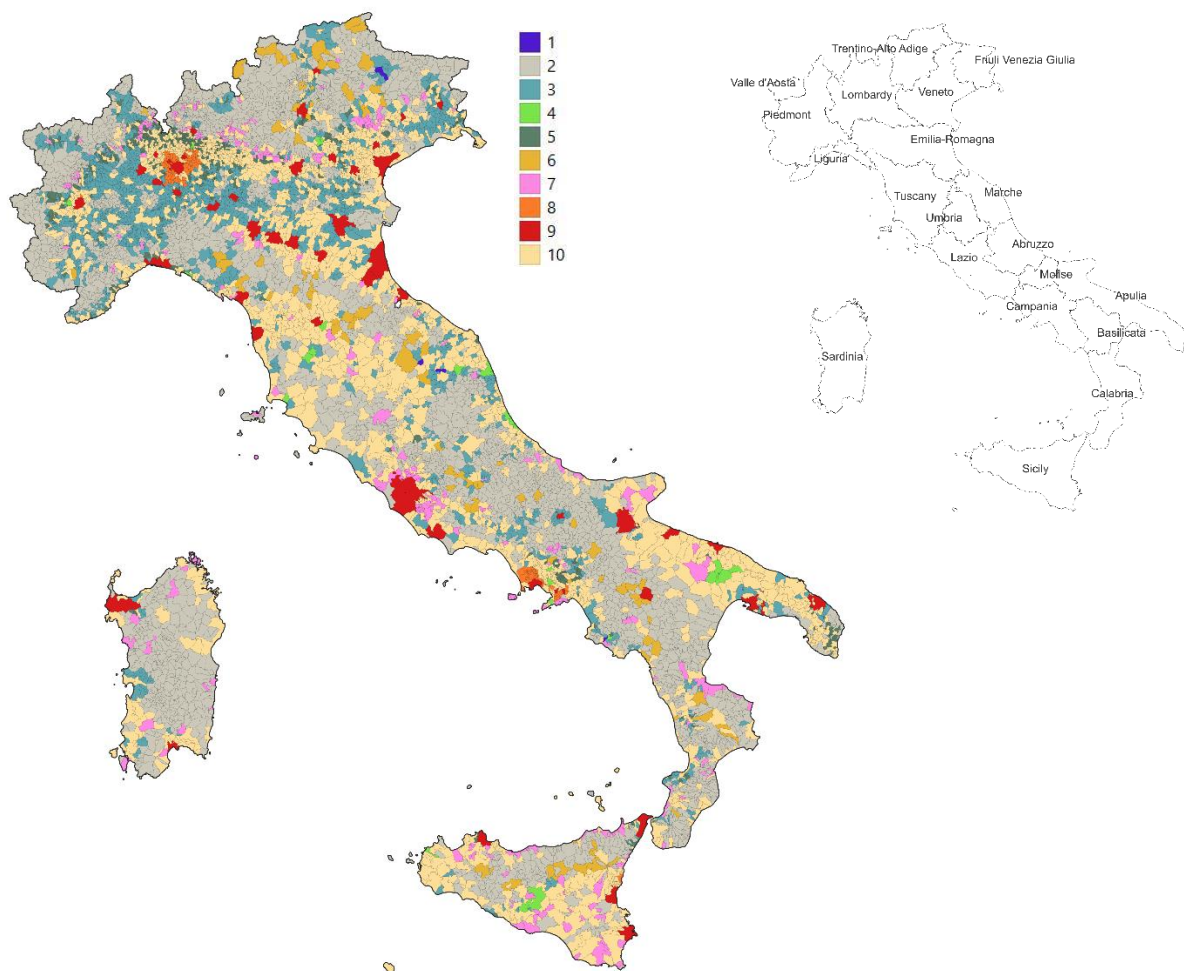 1
2
3
4
5
6
7
8
9
10
Trentino-Alto Adige
Friuli Venezia Giulia
Valle d'Aosta
Lombardy
Veneto
Piedmont
Emilia-Romagna
Liguria
Tuscany
Marche
Umbria
Abruzzo
Lazio
Molise
Apulia
Campania
Basilicata
Sardinia
Calabria
Sicily